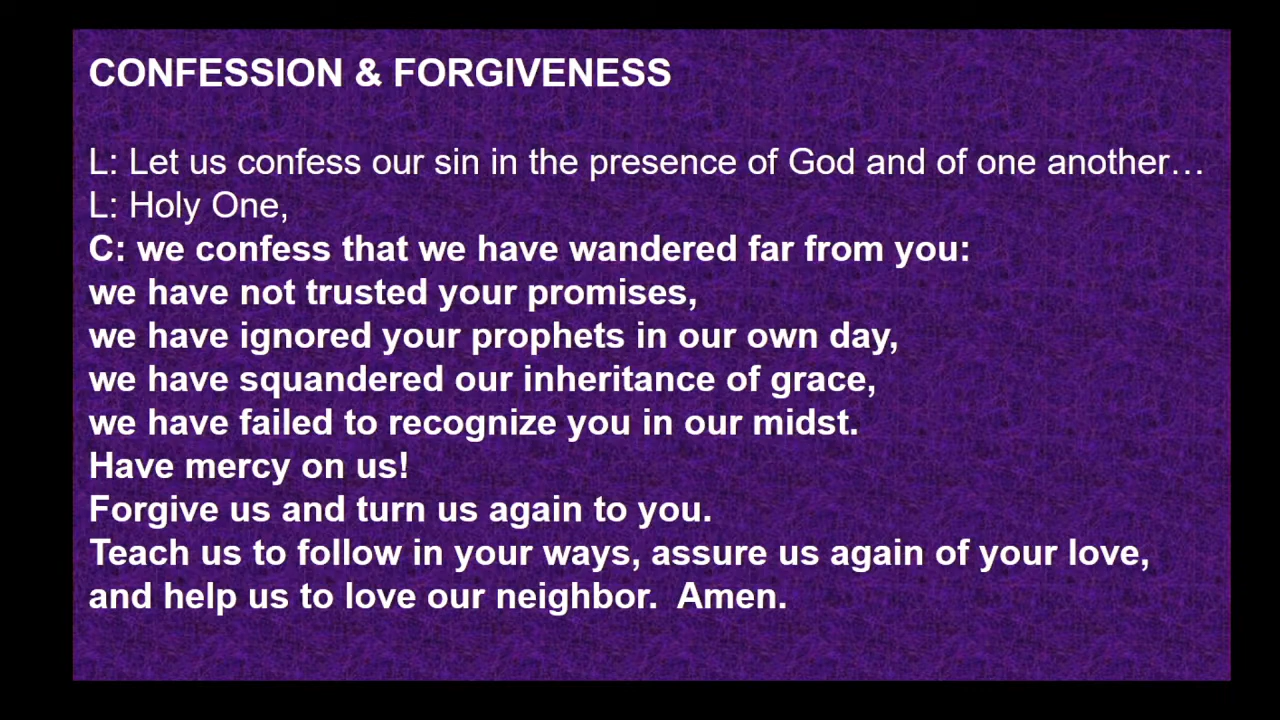 CONFESSION & FORGIVENESS
L: Let us confess our sin in the presence of God and of one another…
L: Holy One,
C: we confess that we have wandered far from you:
we have not trusted your promises,
we have ignored your prophets in our own day,
we have squandered our inheritance of grace,
we have failed to recognize you in our midst.
Have mercy on us!
Forgive us and turn us again to you.
Teach us to follow in your ways, assure us again of your love,
and help us to love our neighbor.  Amen.